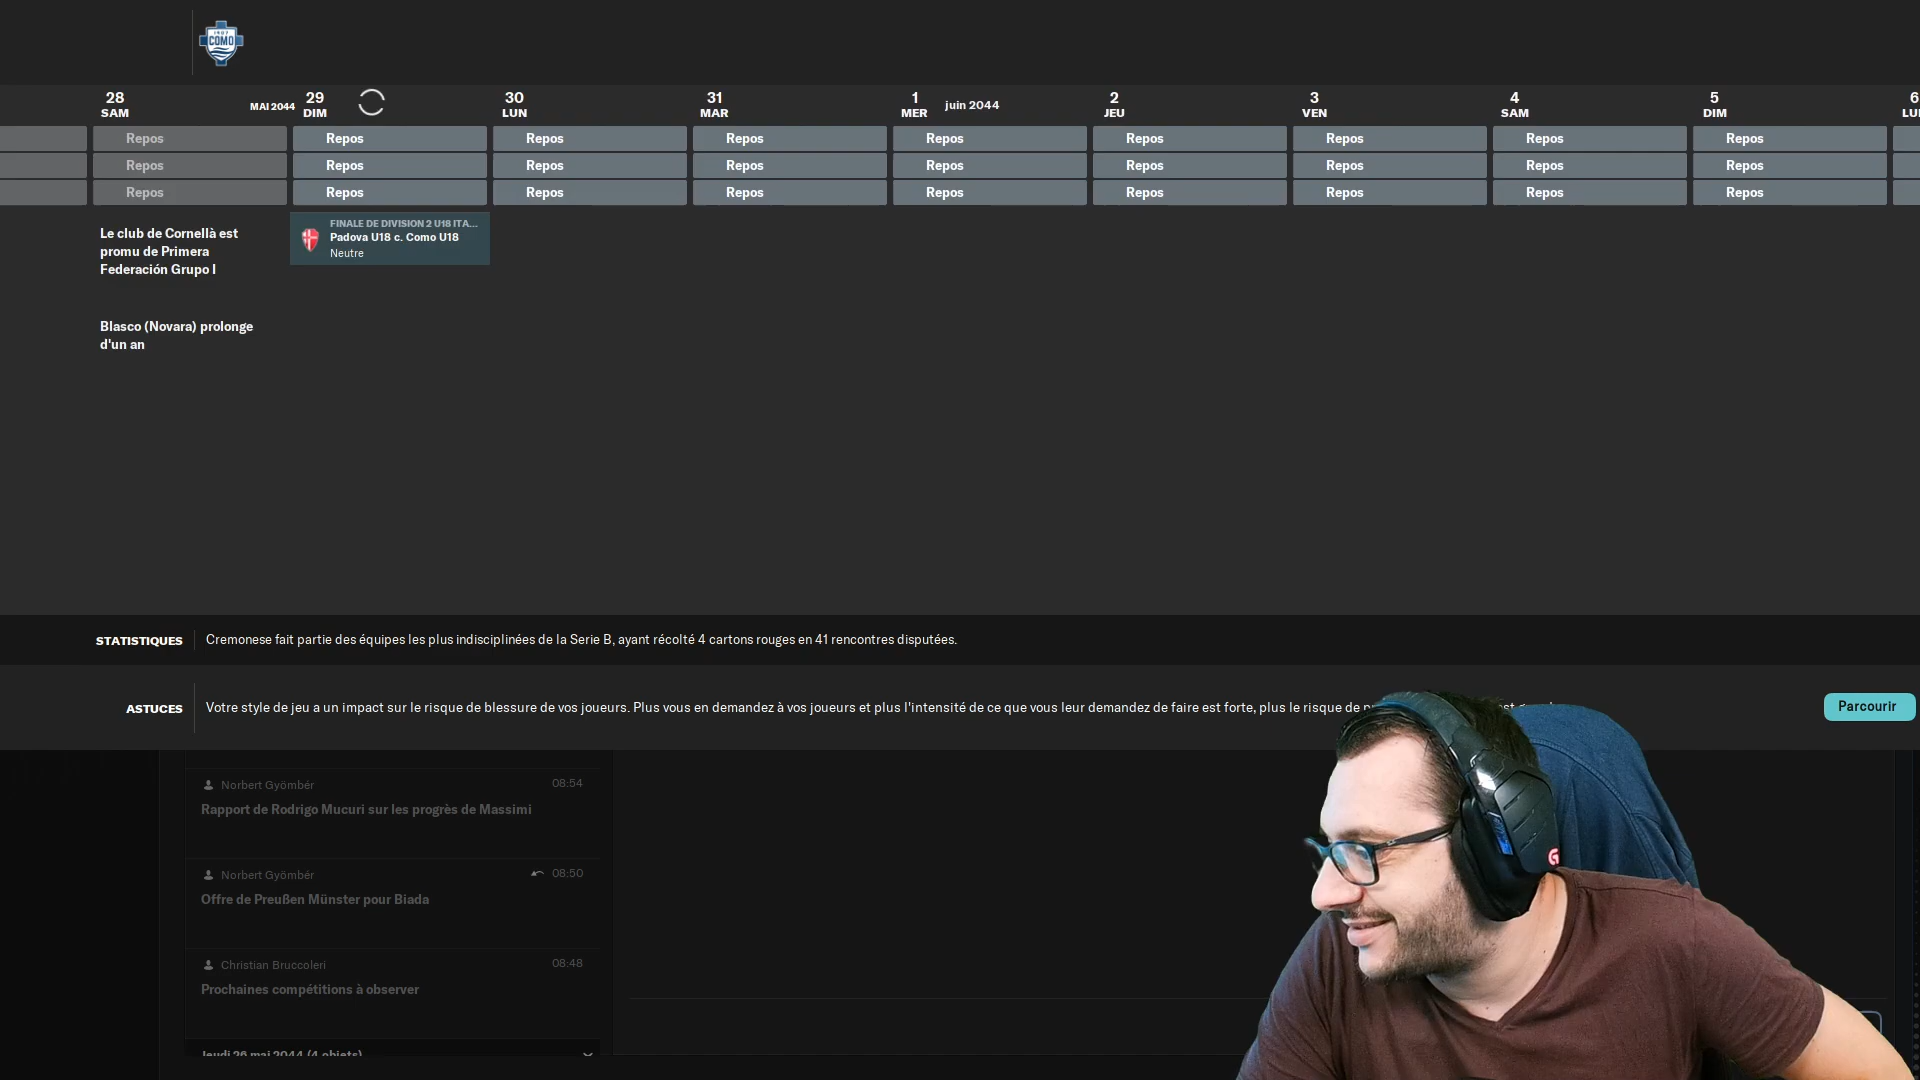 1907
COMO
28
SAM
MAI 2044
29
DIM
30
LUN
31
MAR
1
MER
juin 2044
2
JEU
3
VEN
4
SAM
5
DIM
6
Repos Repos Repos Repos Repos Repos Repos Repos Repos
Repos Repos Repos Repos Repos Repos Repos Repos Repos
Repos Repos Repos Repos Repos Repos Repos Repos Repos
Le club de Cornellà est
promu de Primera
Federación Grupo I
Blasco (Novara) prolonge
d'un an
FINALE DE DIVISION 2 U18 ITA...
Padova U18 c. Como U18
Neutre
STATISTIQUES
Cremonese fait partie des équipes les plus indisciplinées de la Serie B, ayant récolté 4 cartons rouges en 41 rencontres disputées.
ASTUCES
Votre style de jeu a un impact sur le risque de blessure de vos joueurs. Plus vous en demandez à vos joueurs et plus l'intensité de ce que vous leur demandez de faire est forte, plus le risque de
Parcourir
Norbert Gyömbér
08:54
Rapport de Rodrigo Mucuri sur les progrès de Massimi
Norbert Gyömbér
08:50
Offre de Preußen Münster pour Biada
Christian Bruccoleri
08:48
Prochaines compétitions à observer
Jeudi 26 mai 2044 (4 objets)